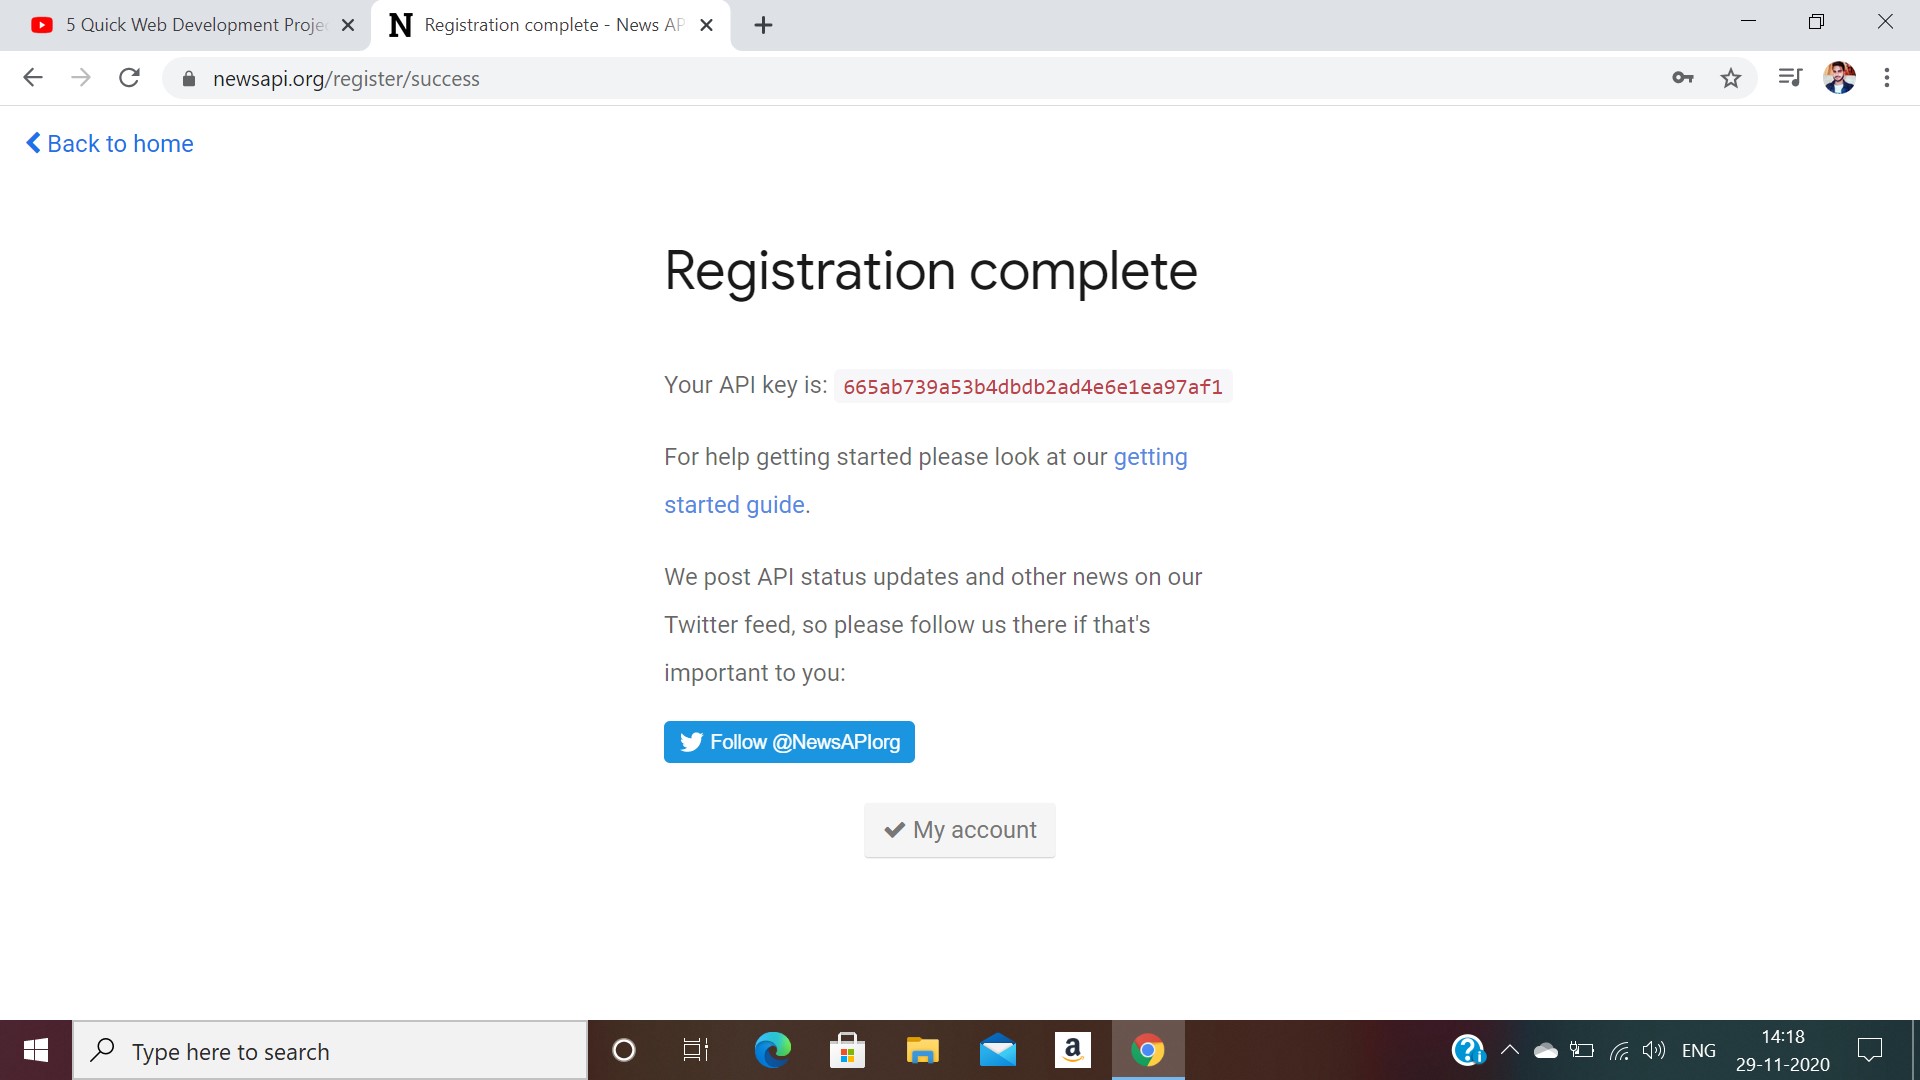 5 Quick Web Development Proje
Registration complete - News AP
newsapi.org/register/success
Back to home
Registration complete
Your API key is: 665ab739a53b4dbdb2ad4e6e1ea97af1
For help getting started please look at our getting
started guide.
We post API status updates and other news on our
Twitter feed, so please follow us there if that's
important to you:
Follow @NewsAPIorg
My account
Type here to search
ENG
14:18
29-11-2020